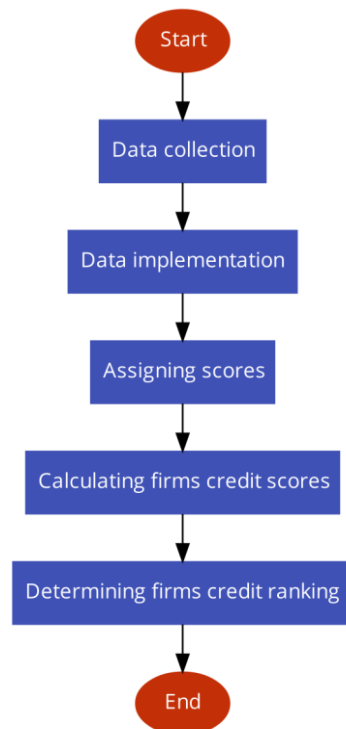 Start
Data collection
Data implementation
Assigning scores
Calculating firms credit scores
Determining firms credit ranking
End